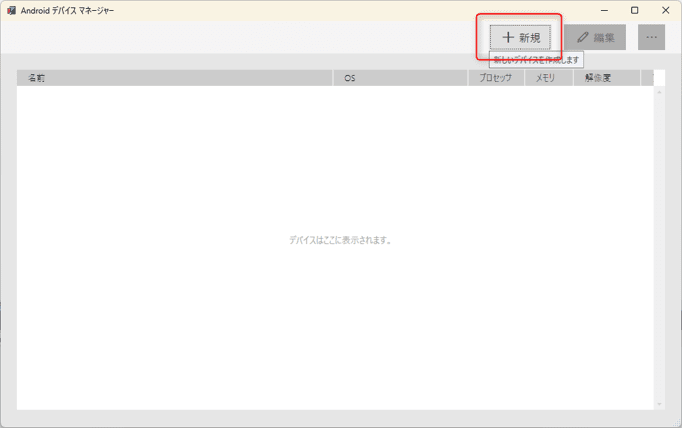 Android デバイス マネージャー
新規
編集
新しいデバイスを作成します
名前 OS プロセッサ メモリ 解像度
デバイスはここに表示されます。